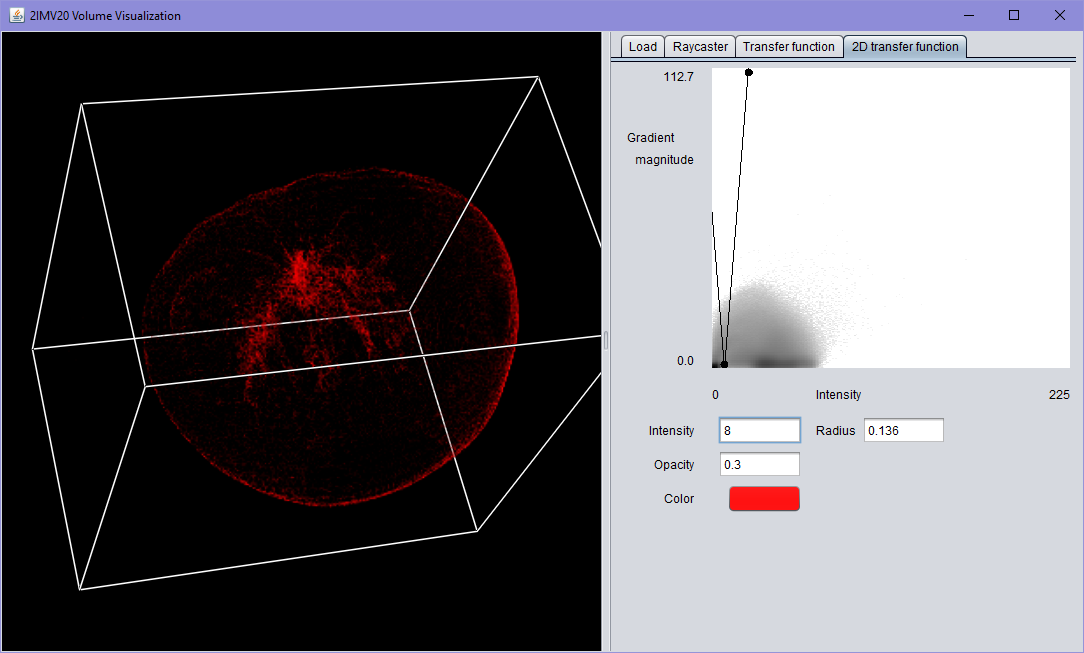 2IMV20 Volume Visualization
Load Raycaster Transfer function 2D transfer function
112.7
Gradient
magnitude
0.0
0 Intensity 225
Intensity 8 Radius 0.136
Opacity 0.3
Color